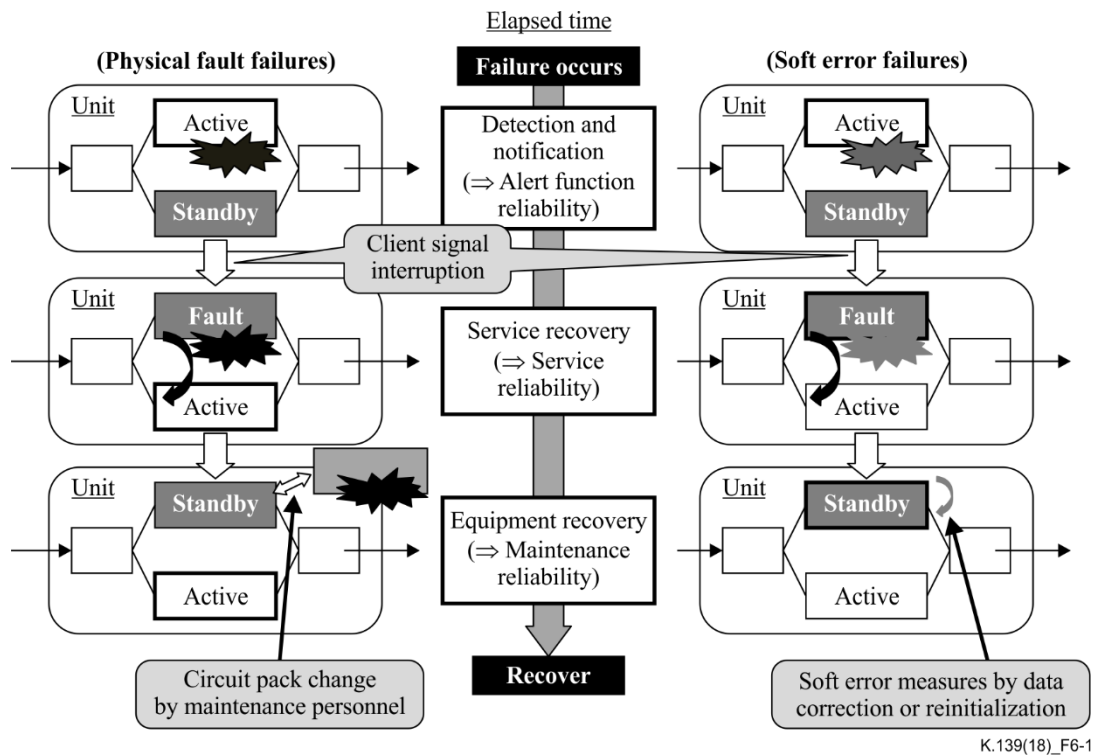 Elapsed time
(Physical fault failures)
Failure occurs
(Soft error failures)
Unit
Active
Standby
Detection and
notification
(⇒ Alert function
reliability)
Unit
Active
Standby
Client signal
interruption
Unit
Fault
Active
Service recovery
(⇒ Service
reliability)
Unit
Fault
Active
Unit
Standby
Active
Equipment recovery
(⇒ Maintenance
reliability)
Unit
Standby
Active
Circuit pack change
by maintenance personnel
Recover
Soft error measures by data
correction or reinitialization
K.139(18)_F6-1